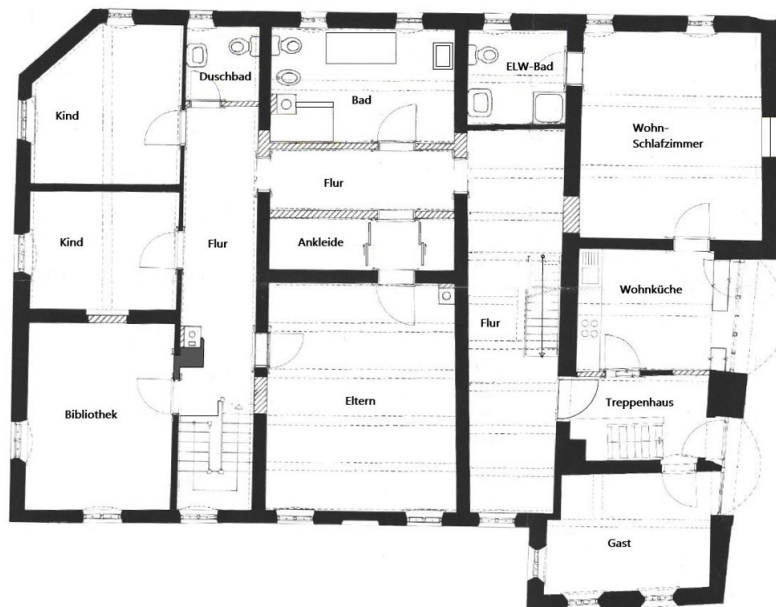 Duschbad
ELW-Bad
Kind
Bad
Wohn-
Schlafzimmer
Flur
Kind
Flur
Ankleide
Wohnküche
Flur
Eltern
Treppenhaus
Bibliothek
Gast